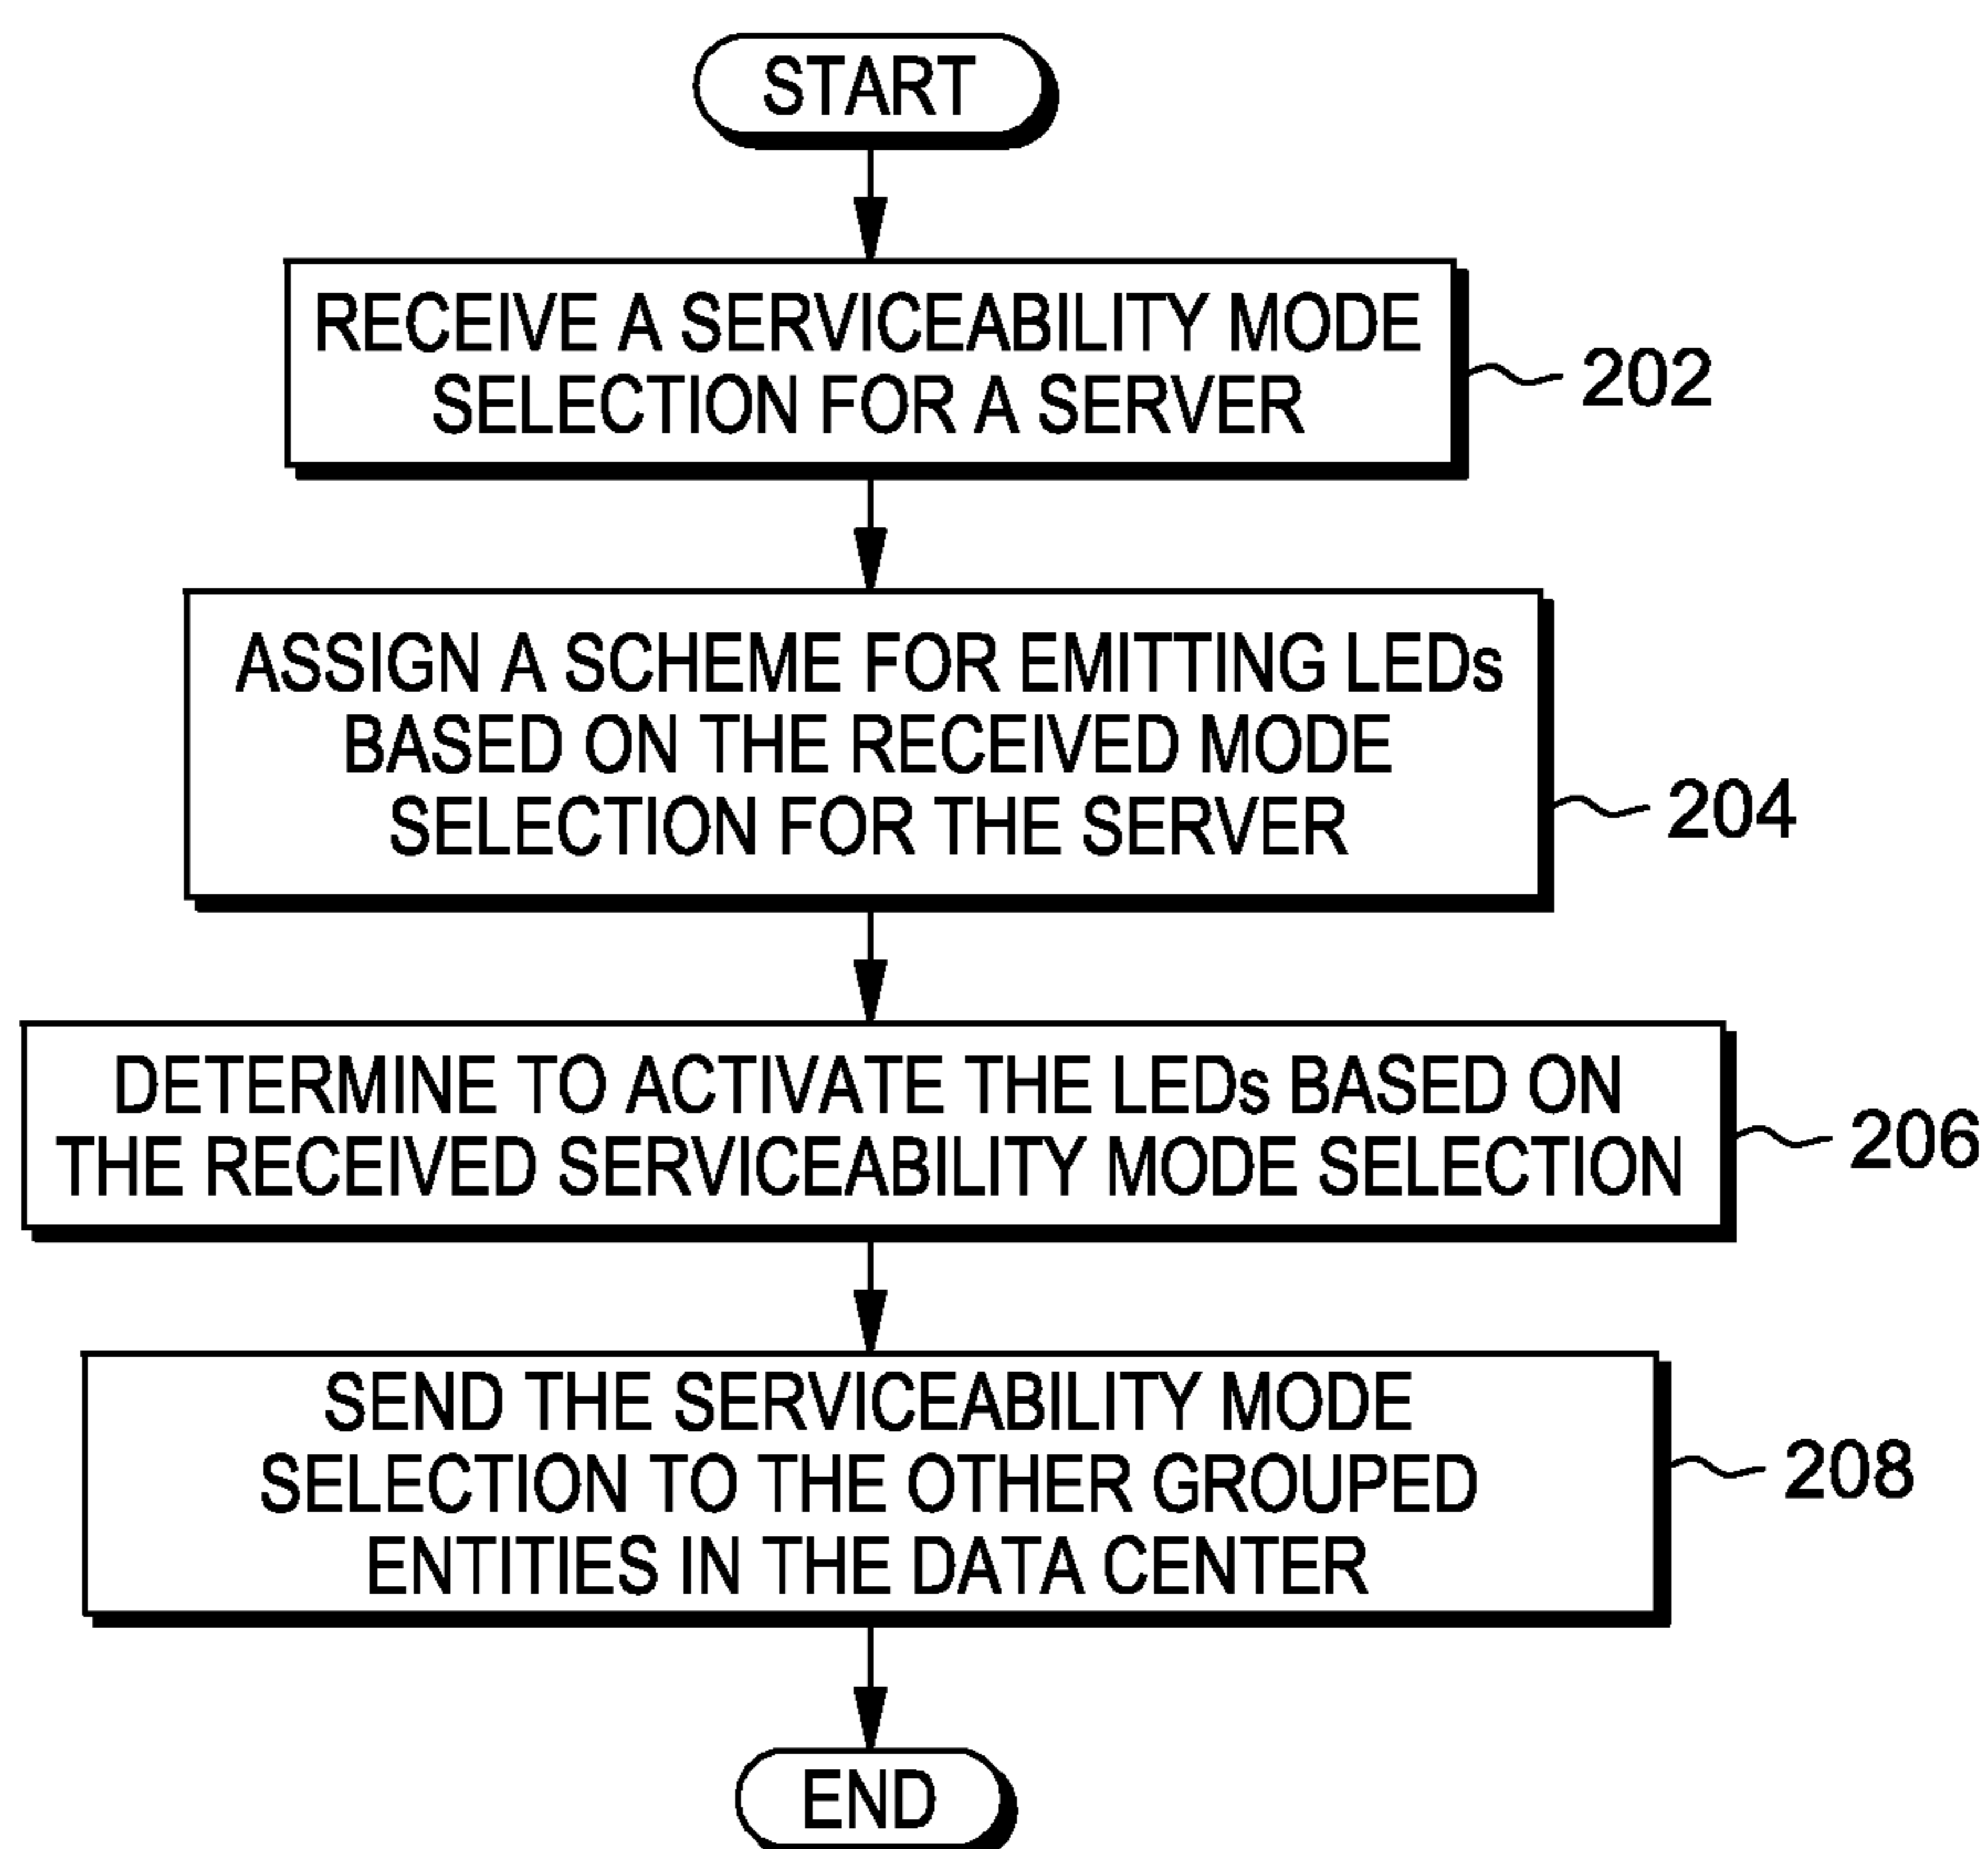 START
RECEIVE A SERVICEABILITY MODE
SELECTION FOR A SERVER
202
ASSIGN A SCHEME FOR EMITTING LEDs
BASED ON THE RECEIVED MODE
SELECTION FOR THE SERVER
204
DETERMINE TO ACTIVATE THE LEDs BASED ON
THE RECEIVED SERVICEABILITY MODE SELECTION
206
SEND THE SERVICEABILITY MODE
SELECTION TO THE OTHER GROUPED
ENTITIES IN THE DATA CENTER
208
END